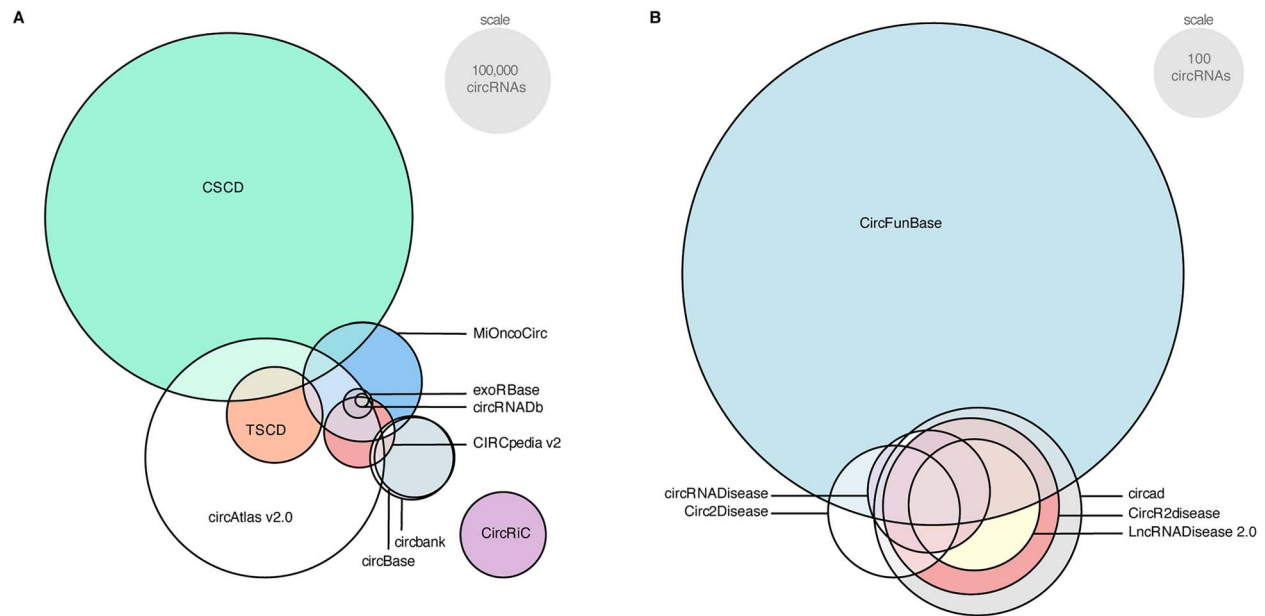 A
scale
100,000
circRNAs
CSCD
MiOncoCirc
exoRBase
circRNADb
TSCD
CIRCpedia v2
circAtlas v2.0
circbank
circBase
CircRiC
B
scale
100
circRNAs
CircFunBase
circRNADisease
Circ2Disease
circad
CircR2disease
LncRNADisease 2.0